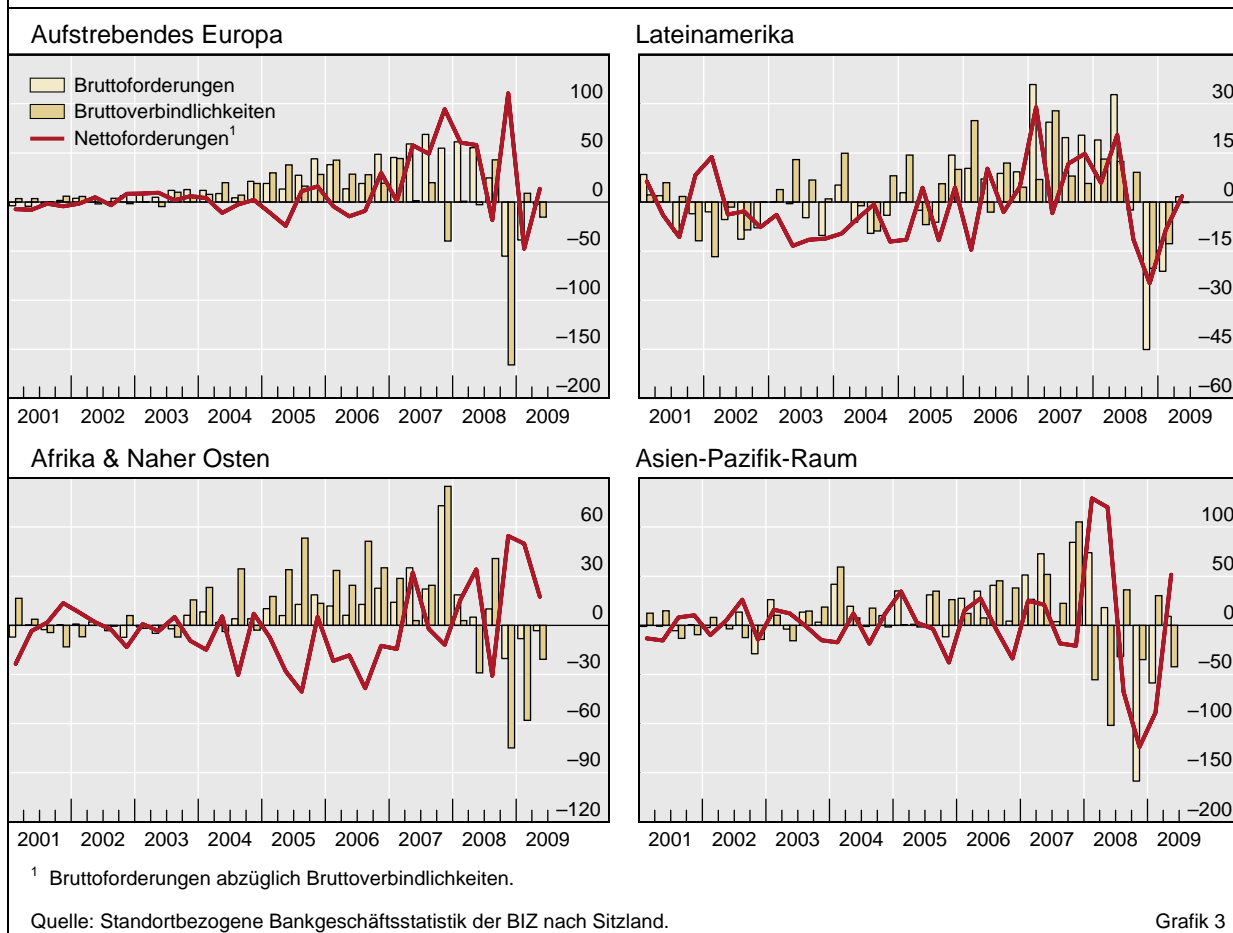 Aufstrebendes Europa
Bruttoforderungen
Bruttoverbindlichkeiten
Nettoforderungen¹
100
50
0
–50
–100
–150
–200
2001 2002 2003 2004 2005 2006 2007 2008 2009
Lateinamerika
30
15
0
–15
–30
–45
–60
2001 2002 2003 2004 2005 2006 2007 2008 2009
Afrika & Naher Osten
60
30
0
–30
–60
–90
–120
2001 2002 2003 2004 2005 2006 2007 2008 2009
Asien-Pazifik-Raum
100
50
0
–50
–100
–150
–200
2001 2002 2003 2004 2005 2006 2007 2008 2009
¹ Bruttoforderungen abzüglich Bruttoverbindlichkeiten.
Quelle: Standortbezogene Bankgeschäftsstatistik der BIZ nach Sitzland.
Grafik 3